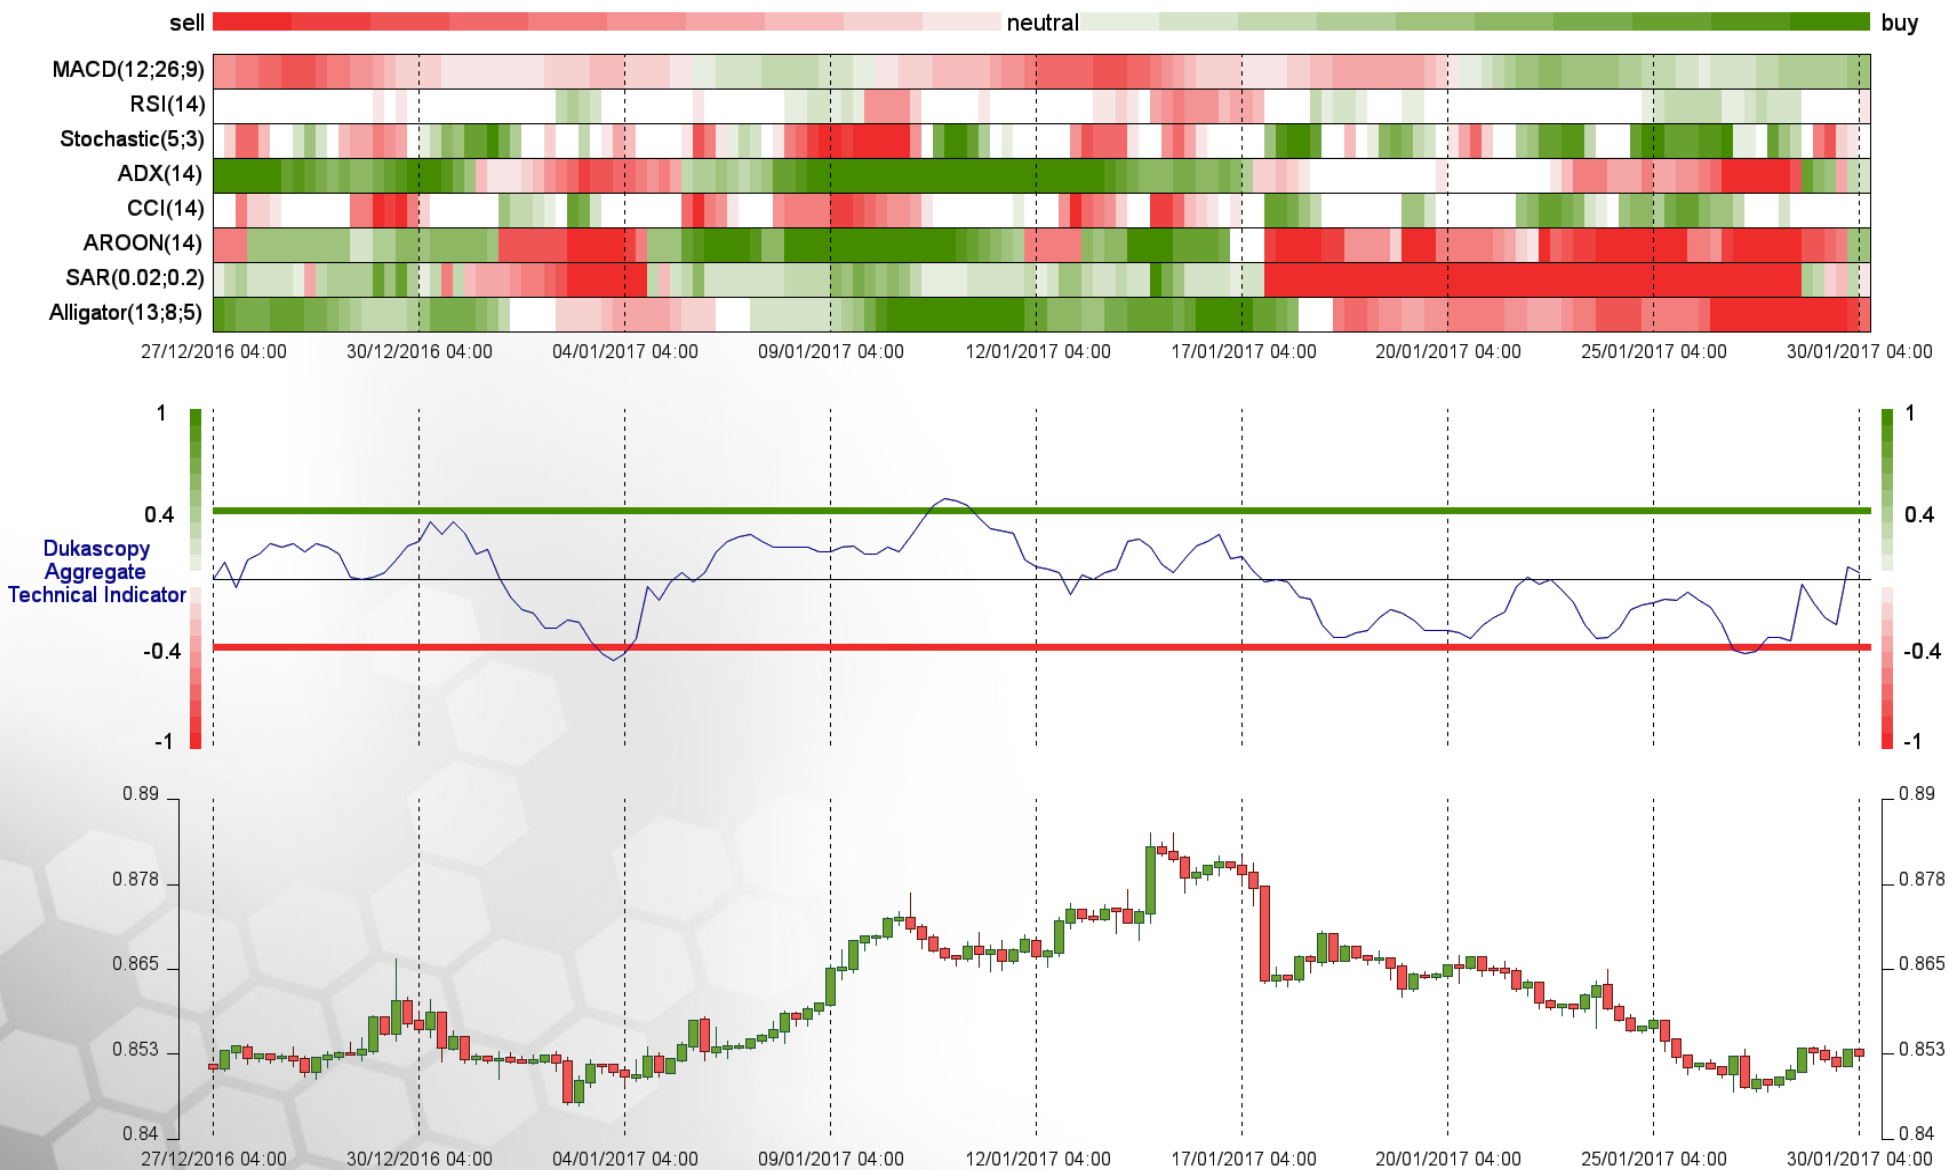 sell neutral buy
MACD(12;26;9)
RSI(14)
Stochastic(5;3)
ADX(14)
CCI(14)
AROON(14)
SAR(0.02;0.2)
Alligator(13;8;5)
27/12/2016 04:00 30/12/2016 04:00 04/01/2017 04:00 09/01/2017 04:00 12/01/2017 04:00 17/01/2017 04:00 20/01/2017 04:00 25/01/2017 04:00 30/01/2017 04:00
1 1
0.4 0.4
Dukascopy
Aggregate
Technical Indicator
-0.4 -0.4
-1 -1
0.89 0.89
0.878 0.878
0.865 0.865
0.853 0.853
0.84 0.84
27/12/2016 04:00 30/12/2016 04:00 04/01/2017 04:00 09/01/2017 04:00 12/01/2017 04:00 17/01/2017 04:00 20/01/2017 04:00 25/01/2017 04:00 30/01/2017 04:00